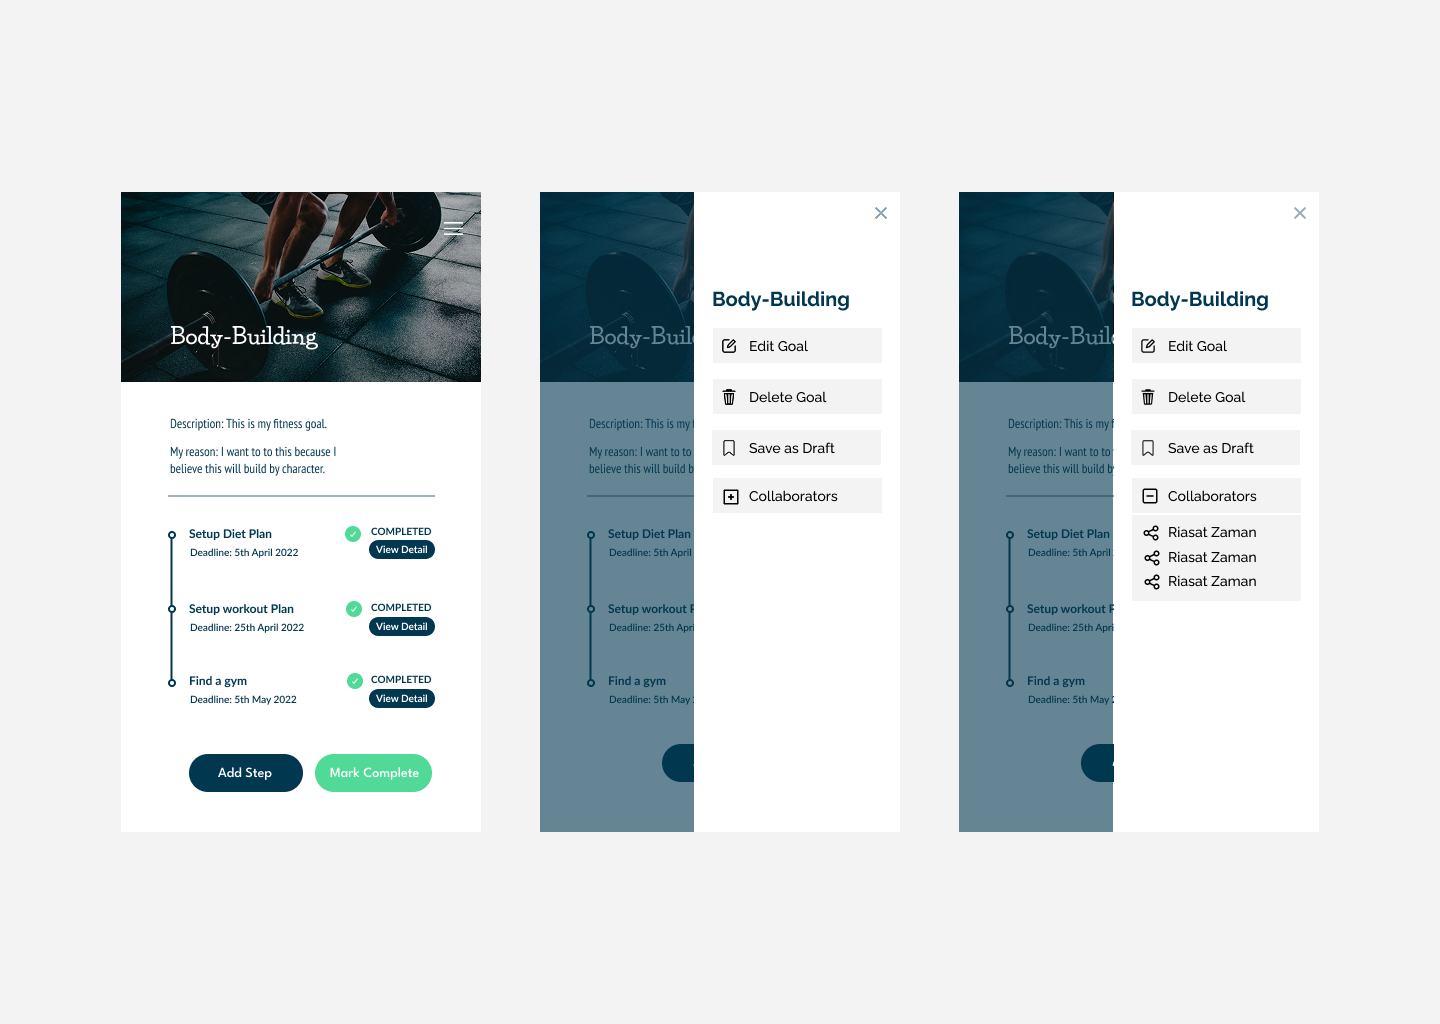 Body-Building
Description: This is my fitness goal.
My reason: I want to to this because I
believe this will build by character.
Setup Diet Plan
COMPLETED
Deadline: 5th April 2022
View Detail
Setup workout Plan
COMPLETED
Deadline: 25th April 2022
View Detail
Find a gym
COMPLETED
Deadline: 5th May 2022
View Detail
Add Step
Mark Complete
Body-Buil
Description: This is my f
My reason: I want to to
believe this will build b
Setup Diet Plan
Deadline: 5th April
Setup workout P
Deadline: 25th Apri
Find a gym
Deadline: 5th May
Body-Building
Edit Goal
Delete Goal
Save as Draft
Collaborators
Body-Buil
Description: This is my f
My reason: I want to to
believe this will build by
Setup Diet Plan
Deadline: 5th April
Setup workout P
Deadline: 25th Apri
Find a gym
Deadline: 5th May 2
Body-Building
Edit Goal
Delete Goal
Save as Draft
Collaborators
Riasat Zaman
Riasat Zaman
Riasat Zaman